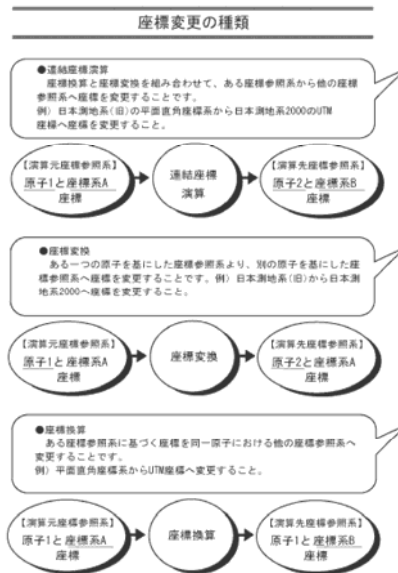 座標変更の種類
●連結座標演算
座標換算と座標変換を組み合わせて、ある座標参照系から他の座標
参照系へ座標を変更することです。
例）日本測地系(旧)の平面直角座標系から日本測地系2000のUTM
座標へ座標を変更すること。
【演算元座標参照系】
原子1と座標系A
座標
連結座標
演算
【演算先座標参照系】
原子2と座標系B
座標
●座標変換
ある一つの原子を基にした座標参照系より、別の原子を基にした座
標参照系へ座標を変更することです。例）日本測地系(旧)から日本測
地系2000へ座標を変更すること。
【演算元座標参照系】
原子1と座標系A
座標
座標変換
【演算先座標参照系】
原子2と座標系A
座標
●座標換算
ある座標参照系に基づく座標を同一原子における他の座標参照系へ
変更することです。
例）平面直角座標系からUTM座標へ変更すること。
【演算元座標参照系】
原子1と座標系A
座標
座標換算
【演算先座標参照系】
原子1と座標系B
座標